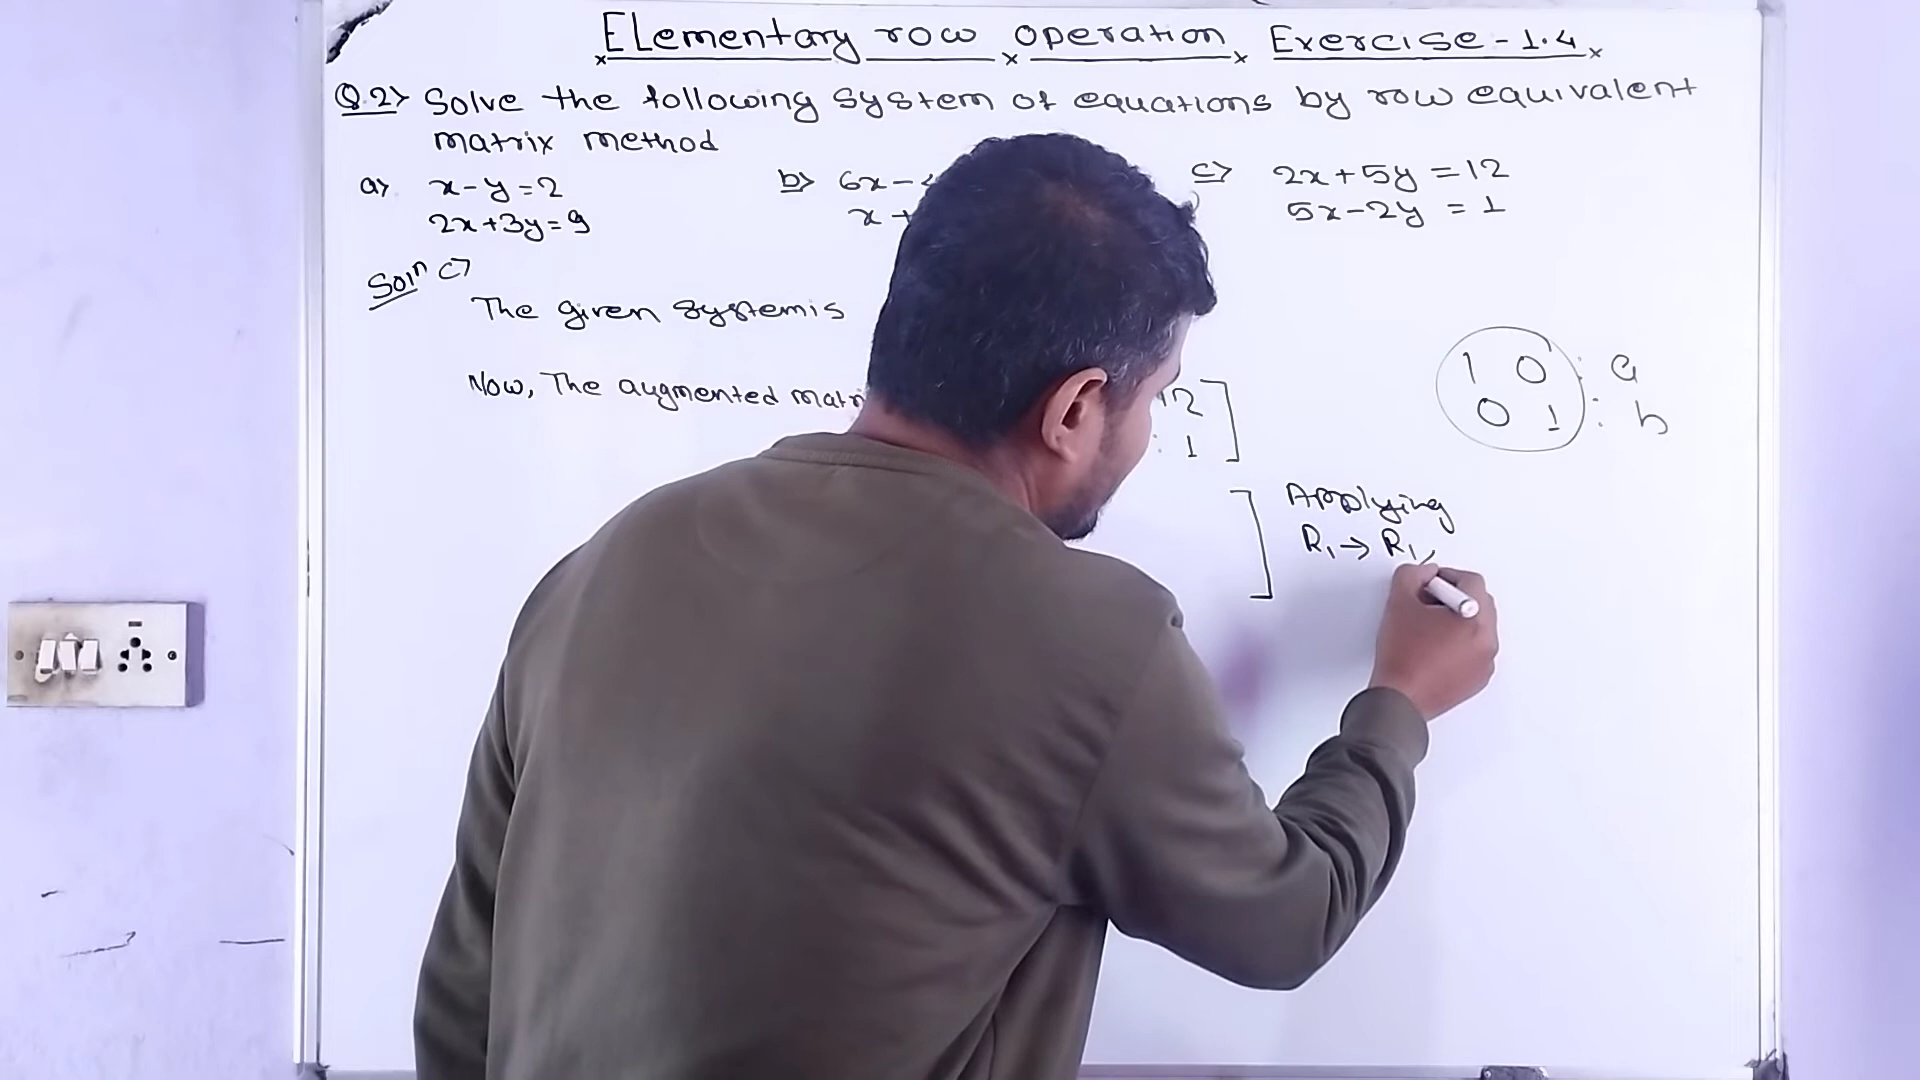 Elementary row operation Exercise-1.4
Q.2> Solve the following system of equations by row equivalent
matrix method
a> x-y=2
2x+3y=9
b> 6x-
x+
c> 2x+5y=12
5x-2y=1
Soln c>
The given system is
Now, The augmented matri
12
: 1
1 0 : a
0 1 : b
Applying
R1→R1